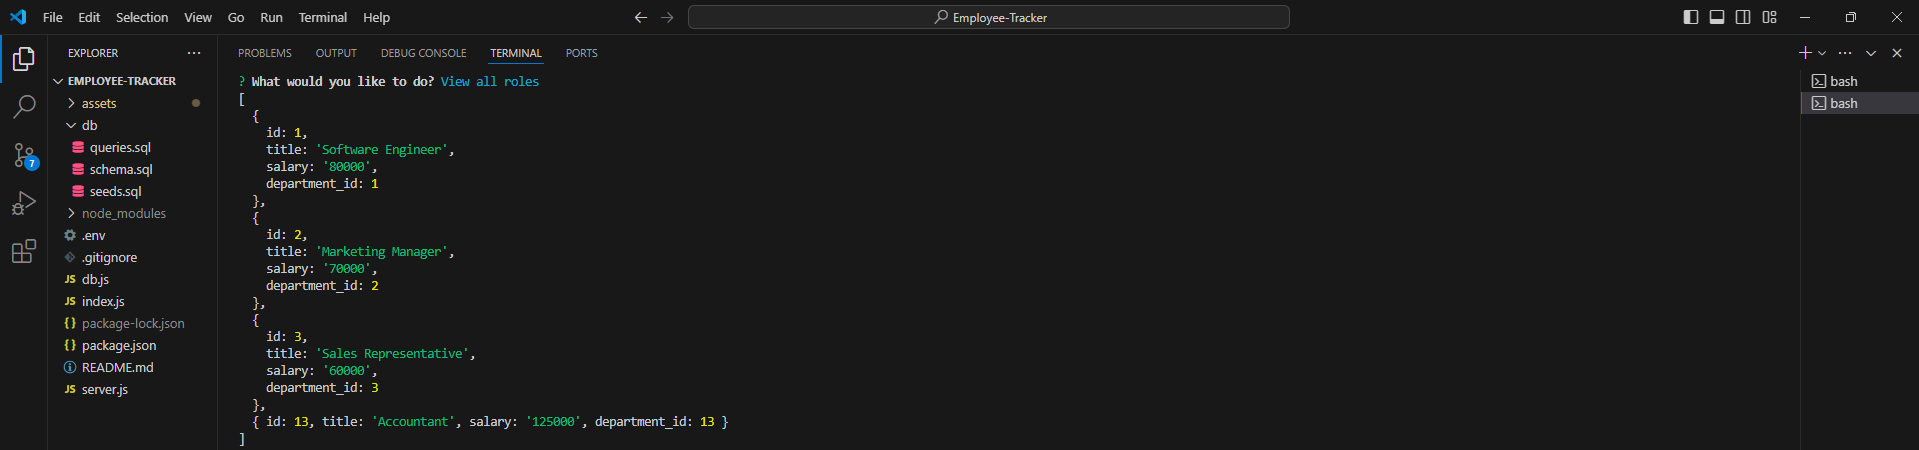 File Edit Selection View Go Run Terminal Help
Employee-Tracker
EXPLORER
EMPLOYEE-TRACKER
assets
db
queries.sql
schema.sql
seeds.sql
node_modules
.env
.gitignore
db.js
index.js
package-lock.json
package.json
README.md
server.js
7
PROBLEMS OUTPUT DEBUG CONSOLE TERMINAL PORTS
? What would you like to do? View all roles
[
  {
    id: 1,
    title: 'Software Engineer',
    salary: '80000',
    department_id: 1
  },
  {
    id: 2,
    title: 'Marketing Manager',
    salary: '70000',
    department_id: 2
  },
  {
    id: 3,
    title: 'Sales Representative',
    salary: '60000',
    department_id: 3
  },
  { id: 13, title: 'Accountant', salary: '125000', department_id: 13 }
]
bash
bash